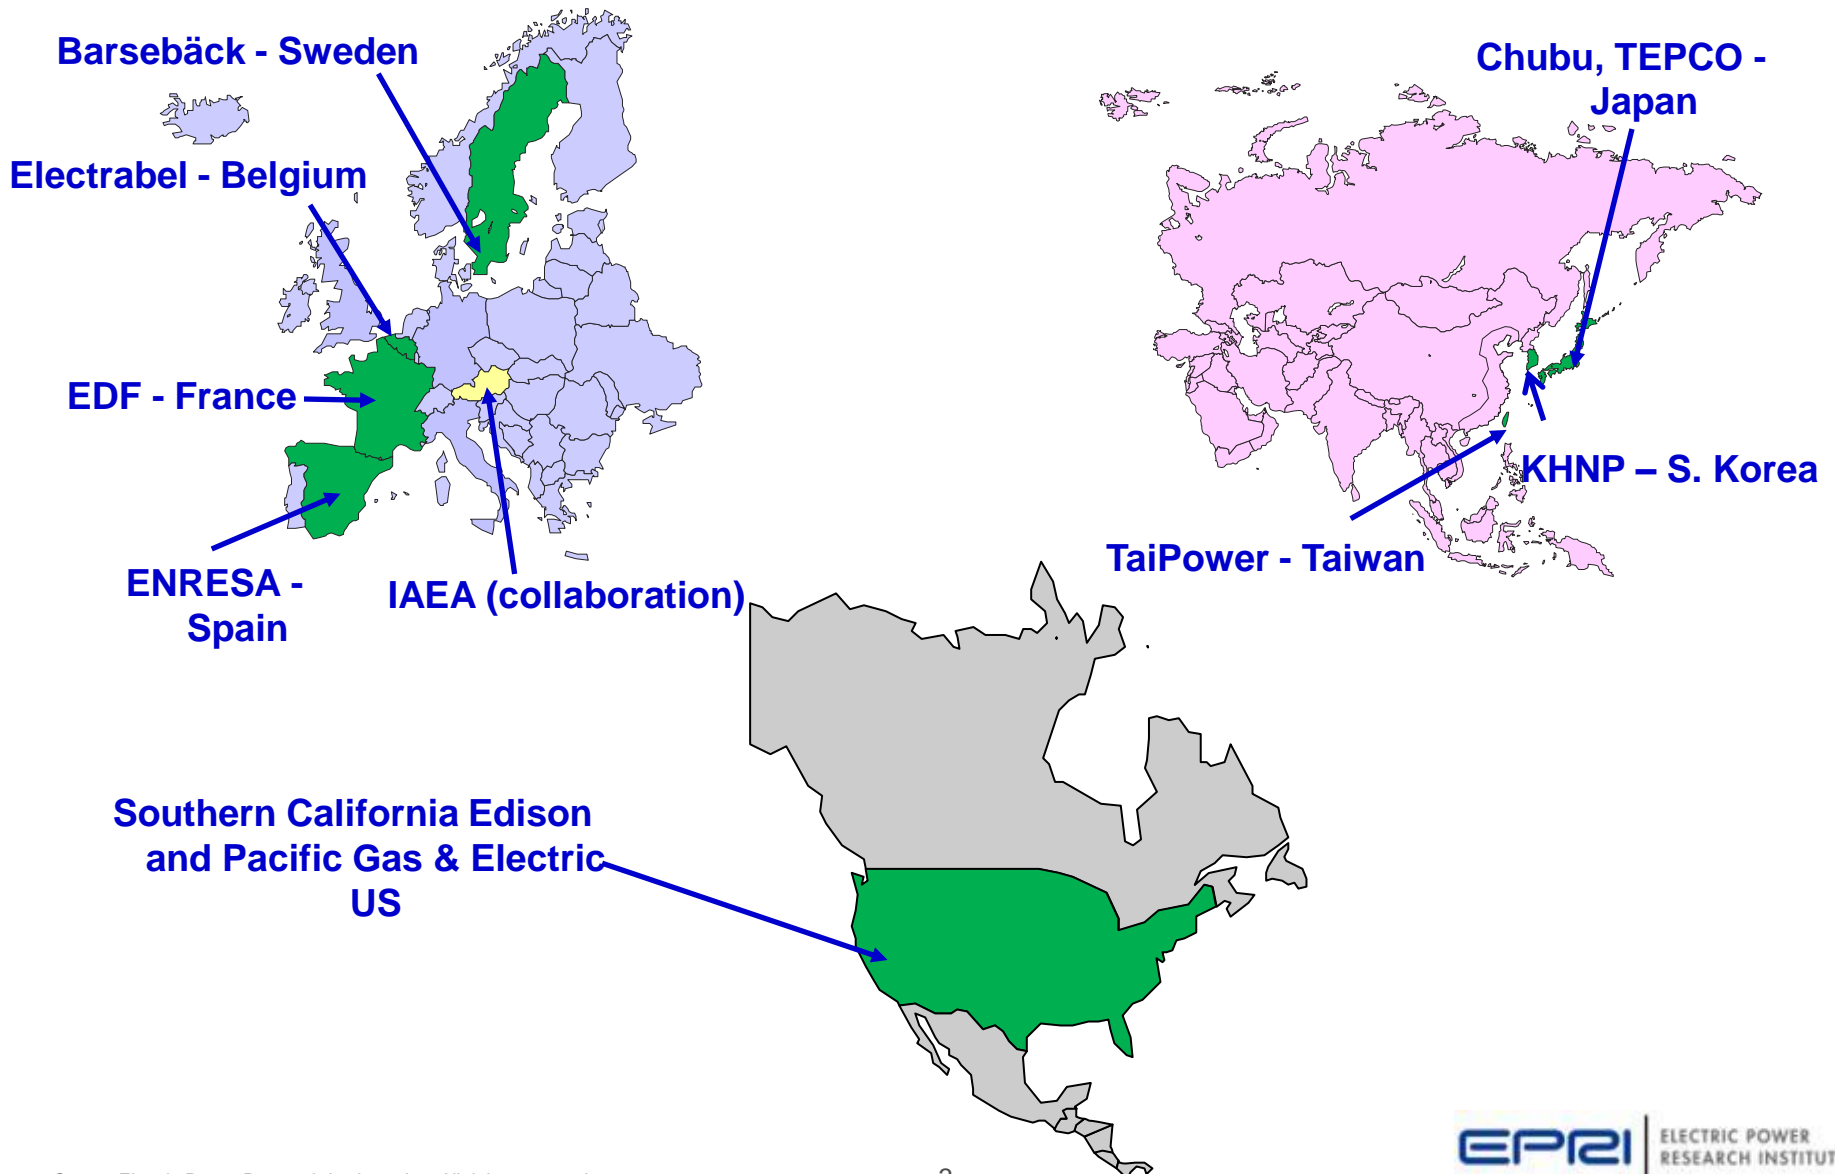 Barsebäck - Sweden
Electrabel - Belgium
EDF - France
ENRESA -
Spain
IAEA (collaboration)
Chubu, TEPCO -
Japan
KHNP – S. Korea
TaiPower - Taiwan
Southern California Edison
and Pacific Gas & Electric
US
EPRI
ELECTRIC POWER
RESEARCH INSTITUT